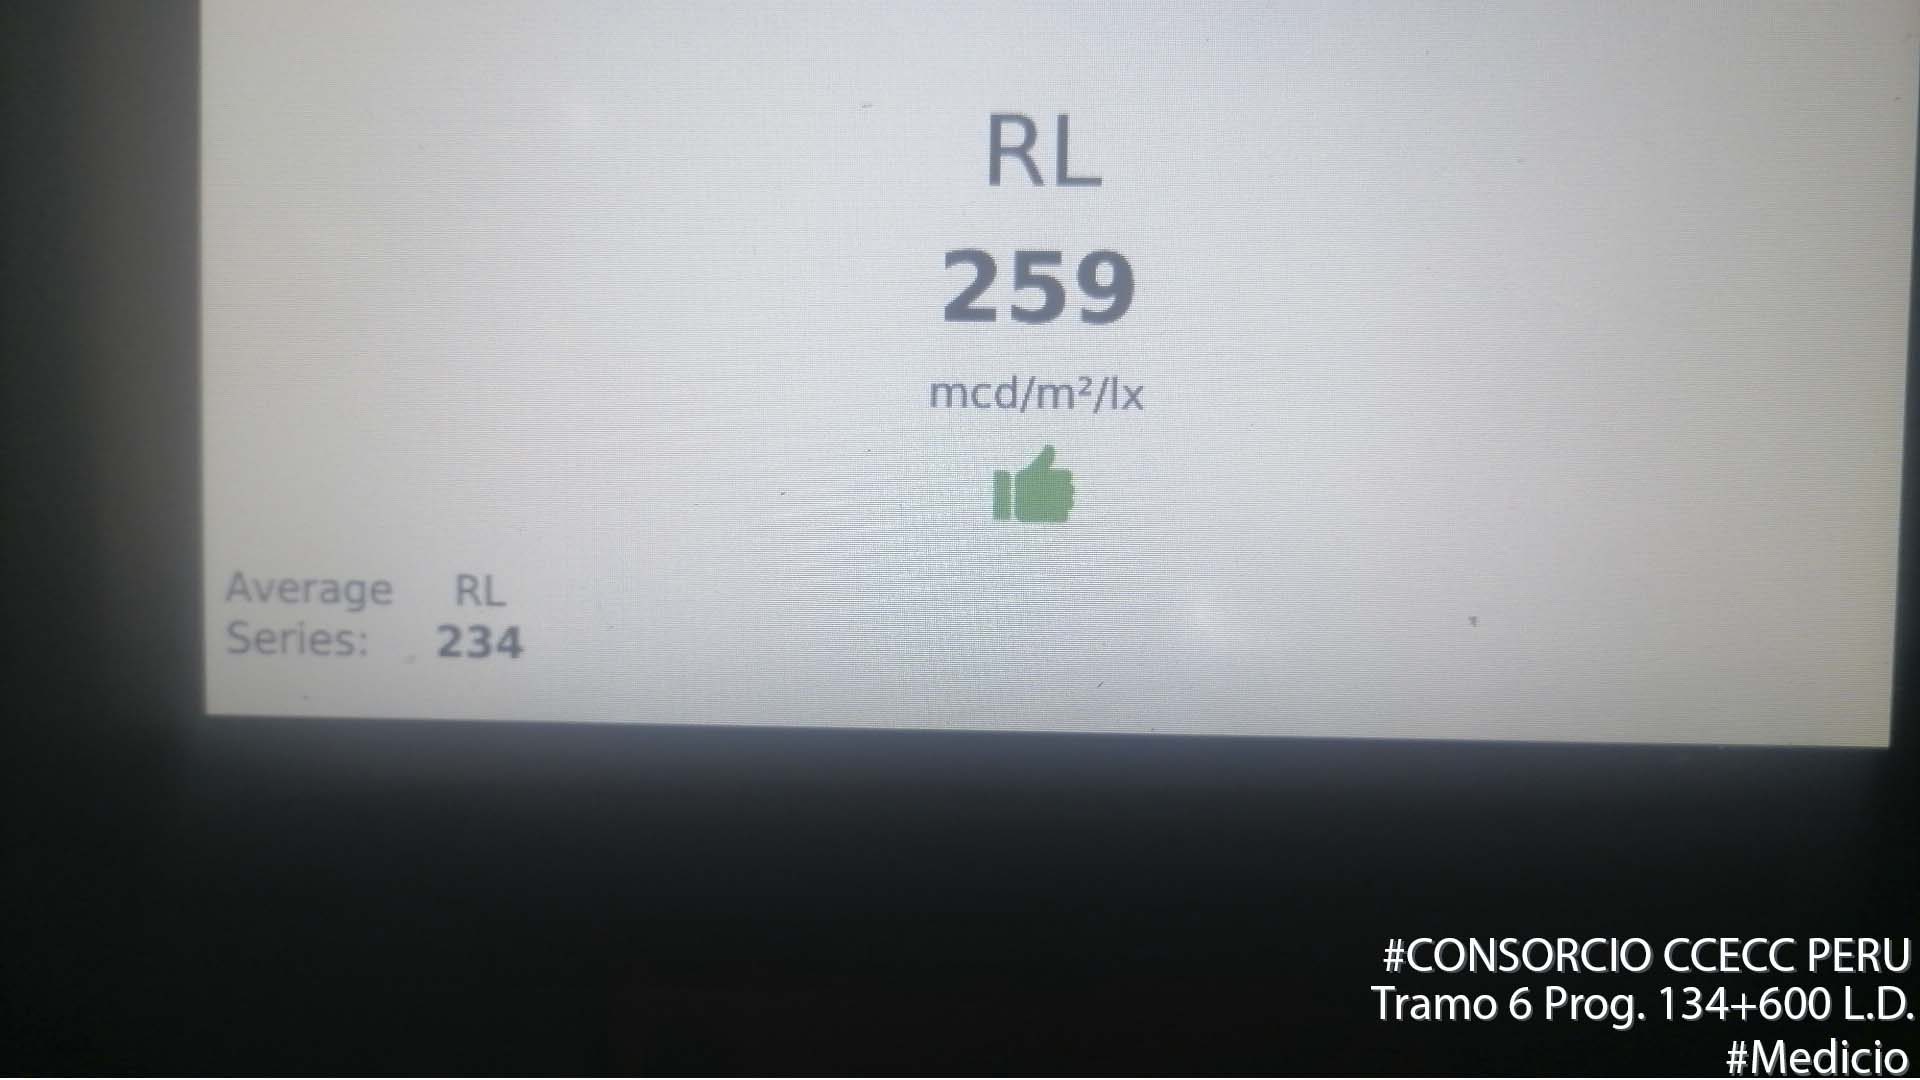 RL
259
mcd/m²/lx
Average RL
Series: 234
#CONSORCIO CCECC PERU
Tramo 6 Prog. 134+600 L.D.
#Medicio